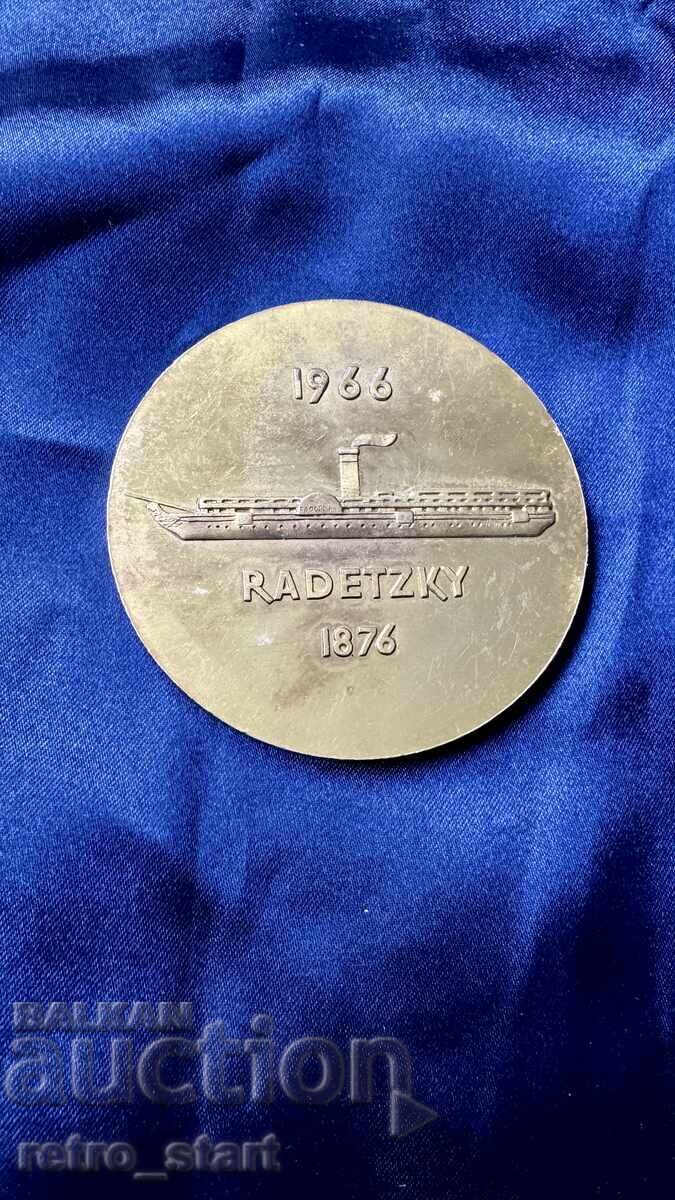 1966
RADETZKY
1876
BALKAN
auction
retro_start